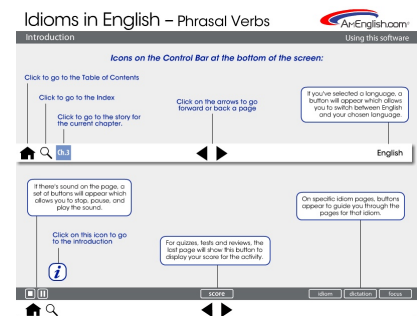 Idioms in English – Phrasal Verbs
AMENGLISH.COM®
Introduction
Using this software
Icons on the Control Bar at the bottom of the screen:
Click to go to the Table of Contents
Click to go to the Index
Click to go to the story for
the current chapter.
Click on the arrows to go
forward or back a page
If you've selected a language, a
button will appear which allows
you to switch between English
and your chosen language.
Ch.3
English
If there's sound on the page, a
set of buttons will appear which
allows you to stop, pause, and
play the sound.
Click on this icon to go
to the introduction
i
For quizzes, tests and reviews, the
last page will show this button to
display your score for the activity.
On specific idiom pages, buttons
appear to guide you through the
pages for that idiom.
score
idiom
dictation
focus